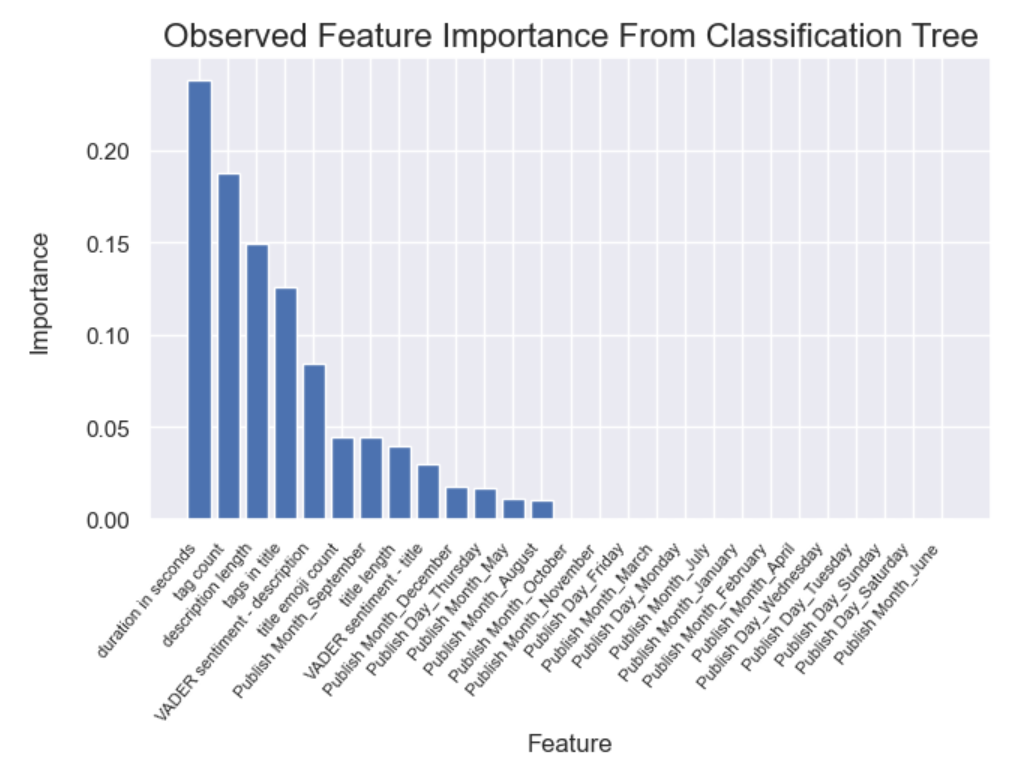 Observed Feature Importance From Classification Tree
Importance
0.20
0.15
0.10
0.05
0.00
duration in seconds
tag count
description length
tags in title
VADER sentiment - description
title emoji count
Publish Month_September
title length
VADER sentiment - title
Publish Month_December
Publish Day_Thursday
Publish Month_May
Publish Month_August
Publish Month_October
Publish Month_November
Publish Day_Friday
Publish Month_March
Publish Day_Monday
Publish Month_July
Publish Month_January
Publish Month_February
Publish Month_April
Publish Day_Wednesday
Publish Day_Tuesday
Publish Day_Sunday
Publish Day_Saturday
Publish Month_June
Feature